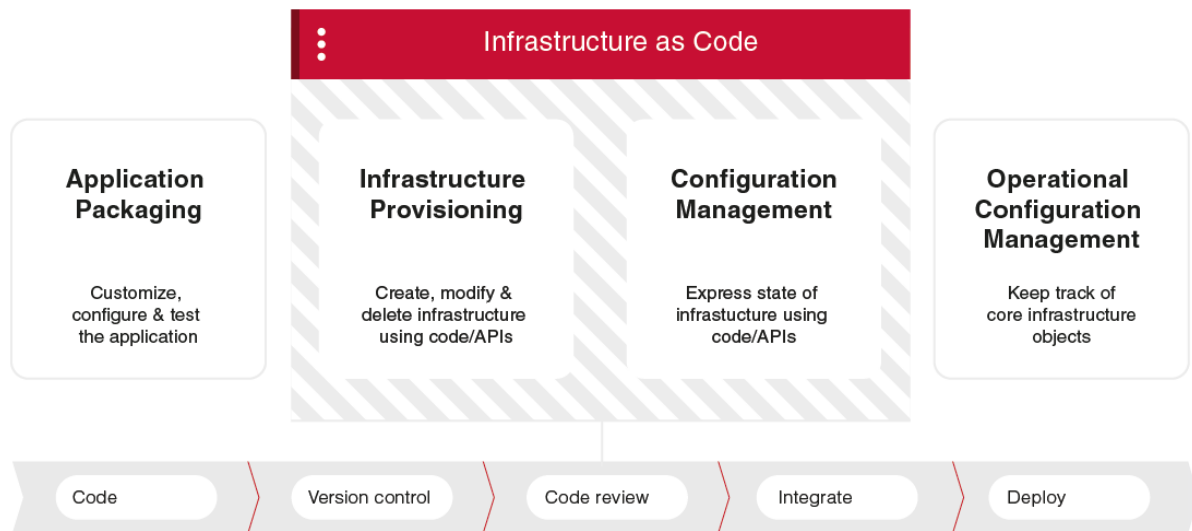 Infrastructure as Code
Application
Packaging
Customize,
configure & test
the application
Infrastructure
Provisioning
Create, modify &
delete infrastructure
using code/APIs
Configuration
Management
Express state of
infrastucture using
code/APIs
Operational
Configuration
Management
Keep track of
core infrastructure
objects
Code
Version control
Code review
Integrate
Deploy